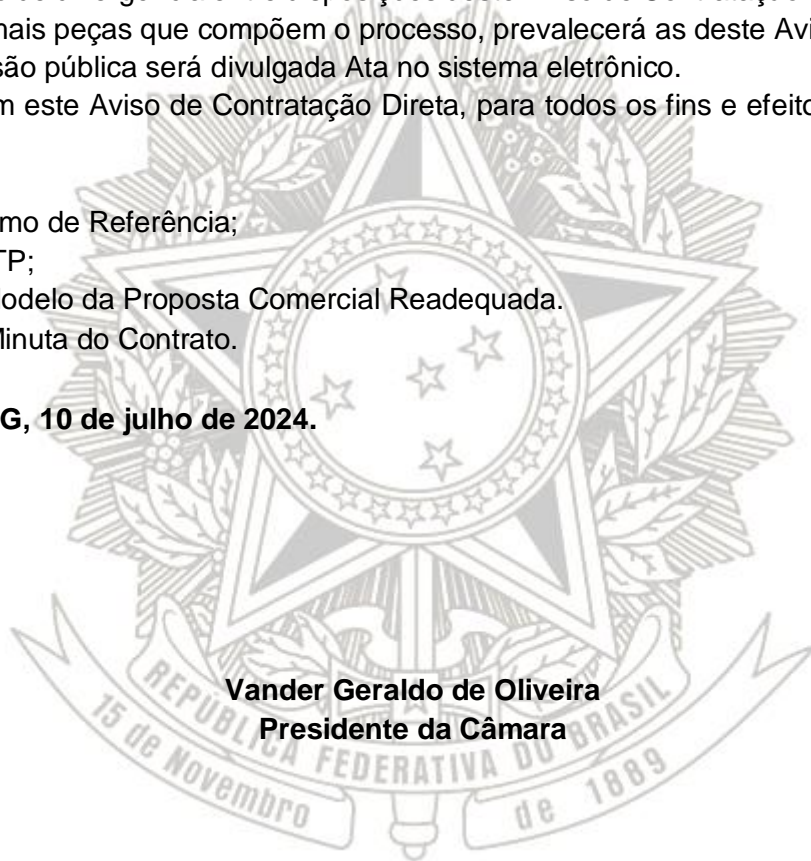 mais peças que compõem o processo, prevalecerá as deste Avi
são pública será divulgada Ata no sistema eletrônico.
m este Aviso de Contratação Direta, para todos os fins e efeito
mo de Referência;
TP;
odelo da Proposta Comercial Readequada.
Minuta do Contrato.
G, 10 de julho de 2024.
Vander Geraldo de Oliveira
Presidente da Câmara
REPÚBLICA FEDERATIVA DO BRASIL
15 de Novembro de 1889